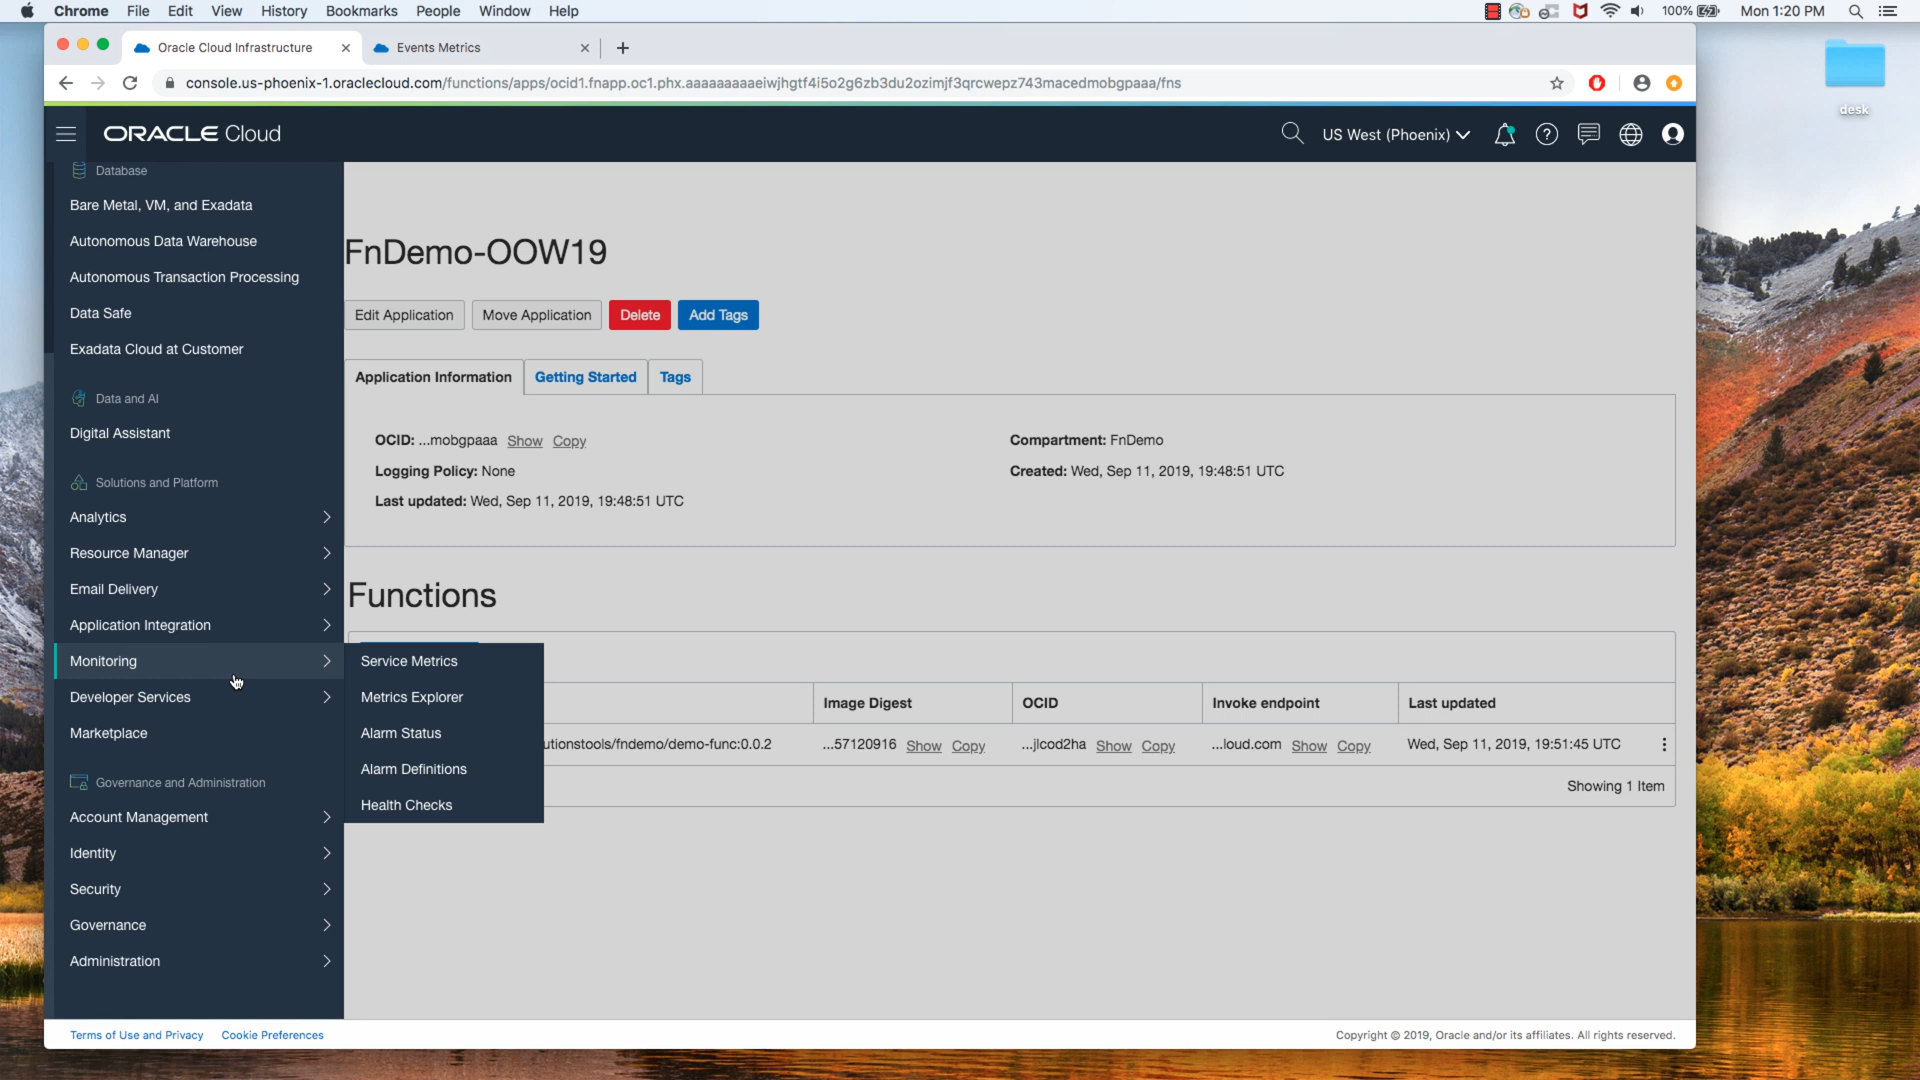 Chrome File Edit View History Bookmarks People Window Help 100% Mon 1:20 PM
Oracle Cloud Infrastructure Events Metrics
console.us-phoenix-1.oraclecloud.com/functions/apps/ocid1.fnapp.oc1.phx.aaaaaaaaaeiwjhgtf4i5o2g6zb3du2ozimjf3qrcwepz743macedmobgpaaa/fns
desk
ORACLE Cloud US West (Phoenix)
Database
Bare Metal, VM, and Exadata
Autonomous Data Warehouse
Autonomous Transaction Processing
Data Safe
Exadata Cloud at Customer
Data and AI
Digital Assistant
Solutions and Platform
Analytics
Resource Manager
Email Delivery
Application Integration
Monitoring
Developer Services
Marketplace
Governance and Administration
Account Management
Identity
Security
Governance
Administration
Service Metrics
Metrics Explorer
Alarm Status
Alarm Definitions
Health Checks
FnDemo-OOW19
Edit Application Move Application Delete Add Tags
Application Information Getting Started Tags
OCID: ...mobgpaaa Show Copy
Logging Policy: None
Last updated: Wed, Sep 11, 2019, 19:48:51 UTC
Compartment: FnDemo
Created: Wed, Sep 11, 2019, 19:48:51 UTC
Functions
Image Digest OCID Invoke endpoint Last updated
utionstools/fndemo/demo-func:0.0.2 ...57120916 Show Copy ...jlcod2ha Show Copy ...loud.com Show Copy Wed, Sep 11, 2019, 19:51:45 UTC
Showing 1 Item
Terms of Use and Privacy Cookie Preferences
Copyright © 2019, Oracle and/or its affiliates. All rights reserved.